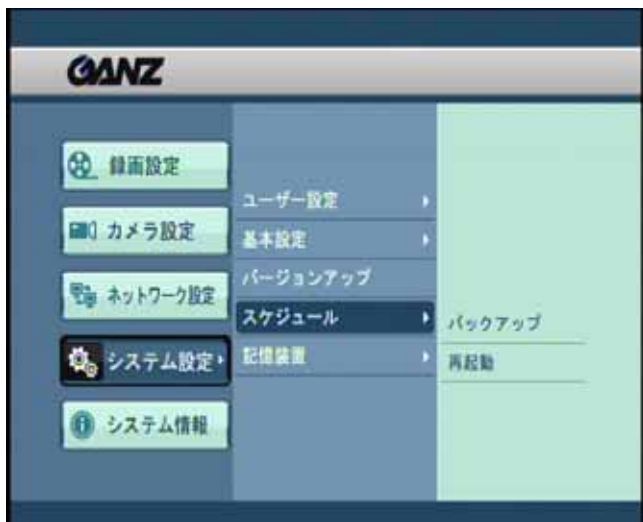 GANZ
録画設定
カメラ設定
ネットワーク設定
システム設定
システム情報
ユーザー設定
基本設定
バージョンアップ
スケジュール
記憶装置
バックアップ
再起動